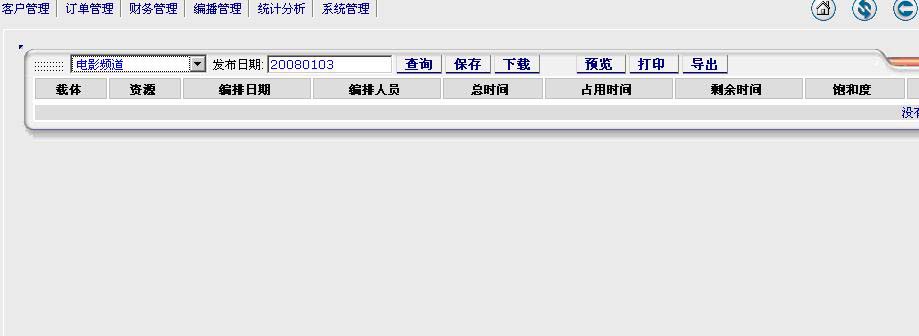 客户管理 订单管理 财务管理 编播管理 统计分析 系统管理
电影频道 发布日期: 20080103 查询 保存 下载 预览 打印 导出
载体 资源 编排日期 编排人员 总时间 占用时间 剩余时间 饱和度
没